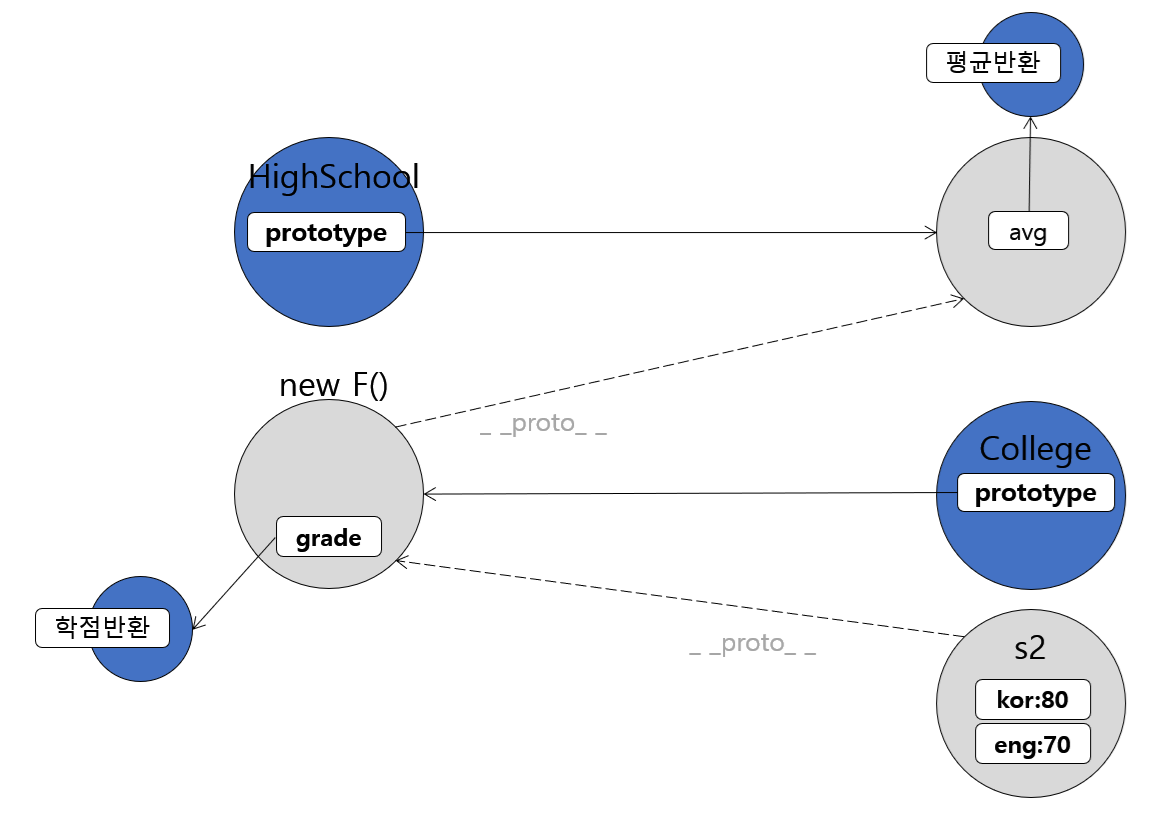 평균반환
HighSchool
prototype
avg
new F()
_ _proto_ _
College
prototype
grade
학점반환
_ _proto_ _
s2
kor:80
eng:70